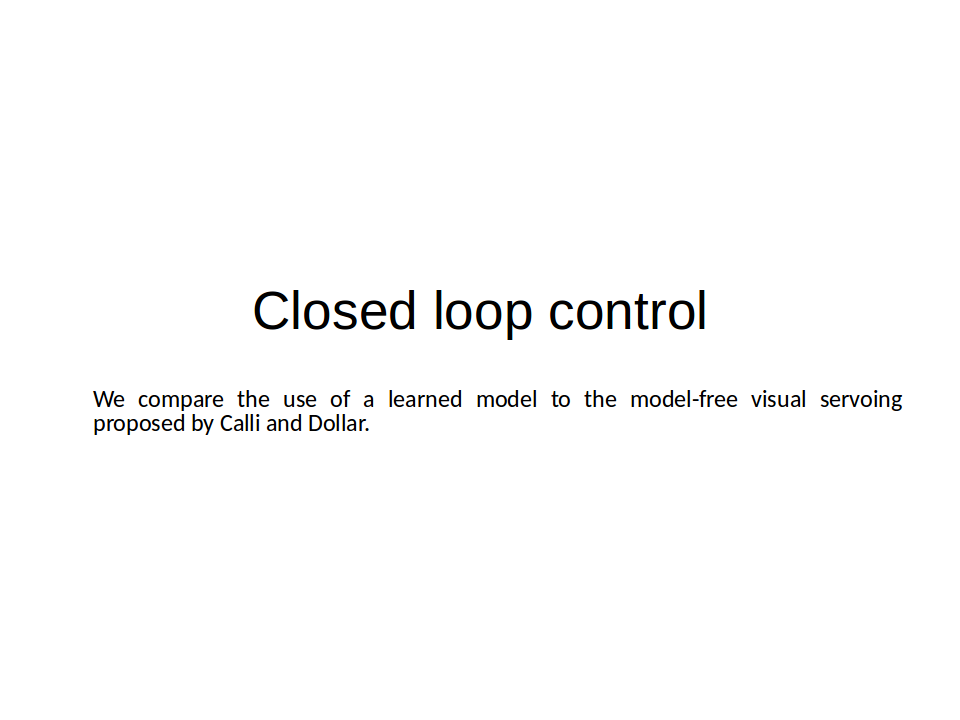 Closed loop control
We compare the use of a learned model to the model-free visual servoing
proposed by Calli and Dollar.